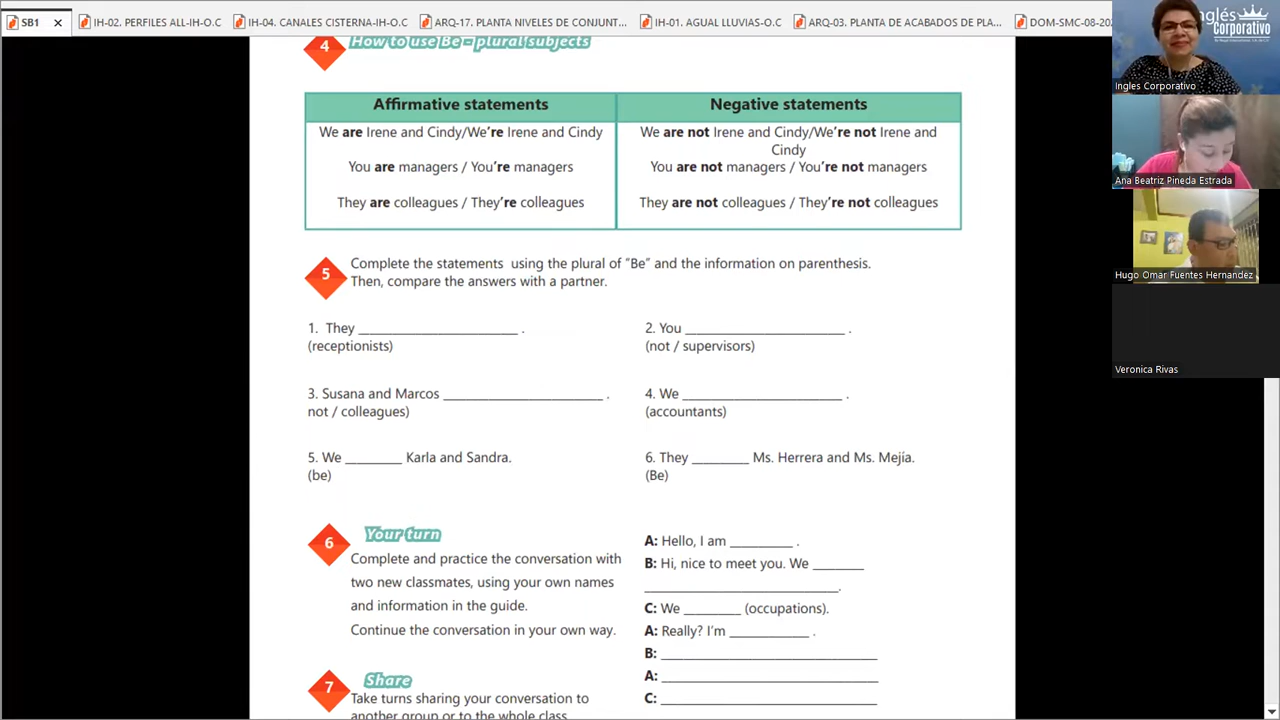 SB1
IH-02. PERFILES ALL-IH-O.C
IH-04. CANALES CISTERNA-IH-O.C
ARQ-17. PLANTA NIVELES DE CONJUNT...
IH-01. AGUAL LLUVIAS-O.C
ARQ-03. PLANTA DE ACABADOS DE PLA...
DOM-SMC-08-20
4 How to use Be - plural subjects
Affirmative statements
Negative statements
We are Irene and Cindy/We're Irene and Cindy
We are not Irene and Cindy/We're not Irene and
Cindy
You are managers / You're managers
You are not managers / You're not managers
They are colleagues / They're colleagues
They are not colleagues / They're not colleagues
5 Complete the statements using the plural of "Be" and the information on parenthesis.
Then, compare the answers with a partner.
1. They ________________________ .
(receptionists)
2. You ________________________ .
(not / supervisors)
3. Susana and Marcos ________________________ .
not / colleagues)
4. We ________________________ .
(accountants)
5. We ________ Karla and Sandra.
(be)
6. They ________ Ms. Herrera and Ms. Mejía.
(Be)
6 Your turn
Complete and practice the conversation with
two new classmates, using your own names
and information in the guide.
Continue the conversation in your own way.
A: Hello, I am _________ .
B: Hi, nice to meet you. We _______
___________________________.
C: We ________ (occupations).
A: Really? I'm ___________ .
B: ______________________________
A: ______________________________
C: ______________________________
7 Share
Take turns sharing your conversation to
another group or to the whole class.
Inglés
Corporativo
Ingles Corporativo
Ana Beatriz Pineda Estrada
Hugo Omar Fuentes Hernandez
Veronica Rivas